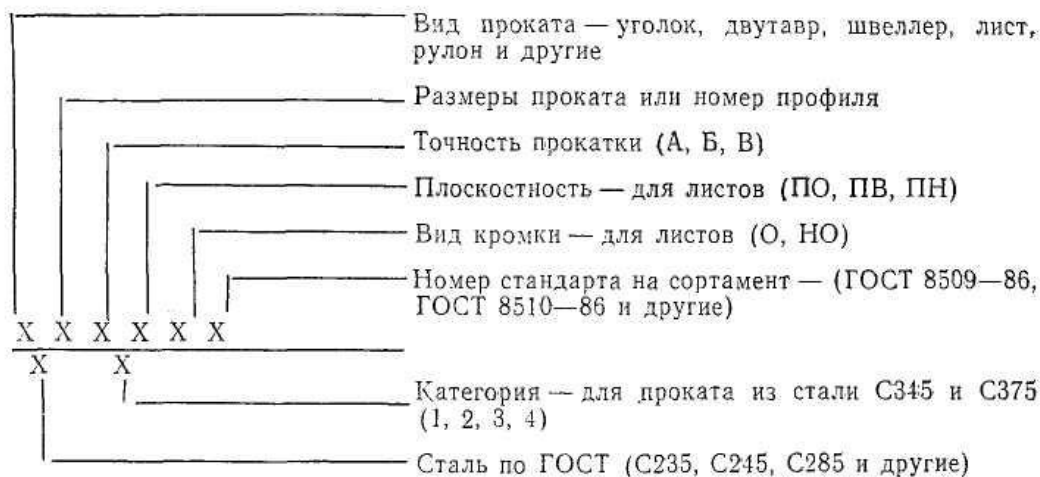 Вид проката — уголок, двутавр, швеллер, лист,
рулон и другие
Размеры проката или номер профиля
Точность прокатки (А, Б, В)
Плоскостность — для листов (ПО, ПВ, ПН)
Вид кромки — для листов (О, НО)
Номер стандарта на сортамент — (ГОСТ 8509—86,
ГОСТ 8510—86 и другие)
Х Х Х Х Х Х
Х Х
Категория — для проката из стали С345 и С375
(1, 2, 3, 4)
Сталь по ГОСТ (С235, С245, С285 и другие)